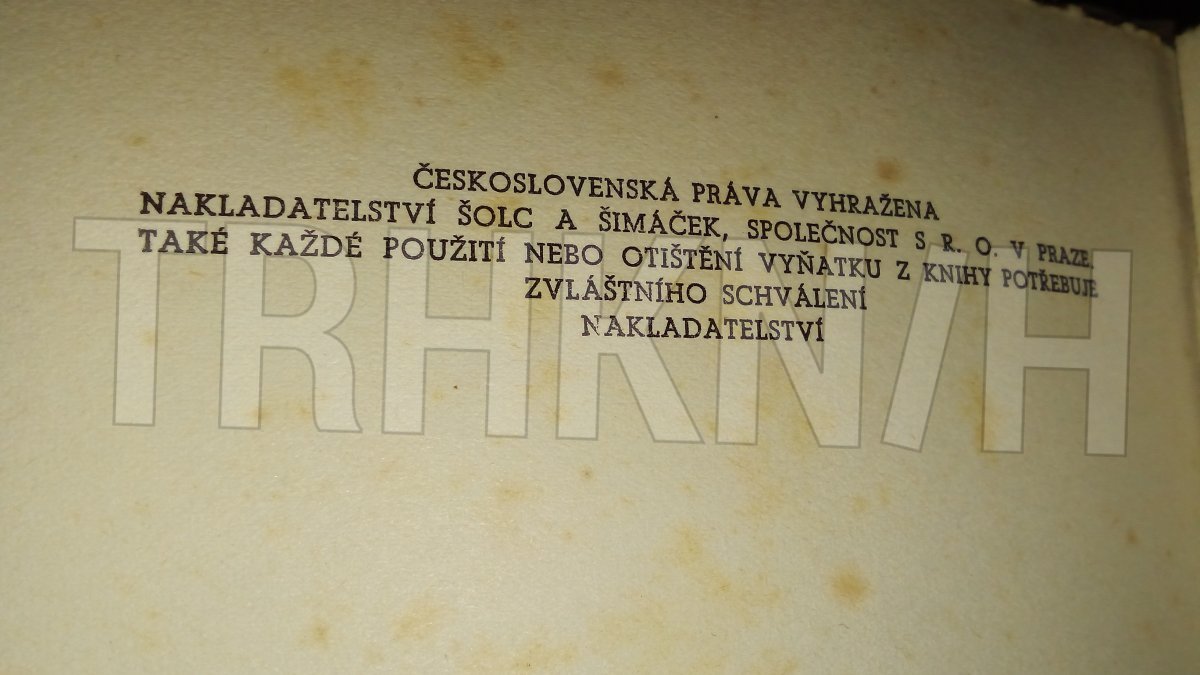 ČESKOSLOVENSKÁ PRÁVA VYHRAŽENA
NAKLADATELSTVÍ ŠOLC A ŠIMÁČEK, SPOLEČNOST S R. O. V PRAZE.
TAKÉ KAŽDÉ POUŽITÍ NEBO OTIŠTĚNÍ VYŇATKU Z KNIHY POTŘEBUJE
ZVLÁŠTNÍHO SCHVÁLENÍ
NAKLADATELSTVÍ
TRHKNIH